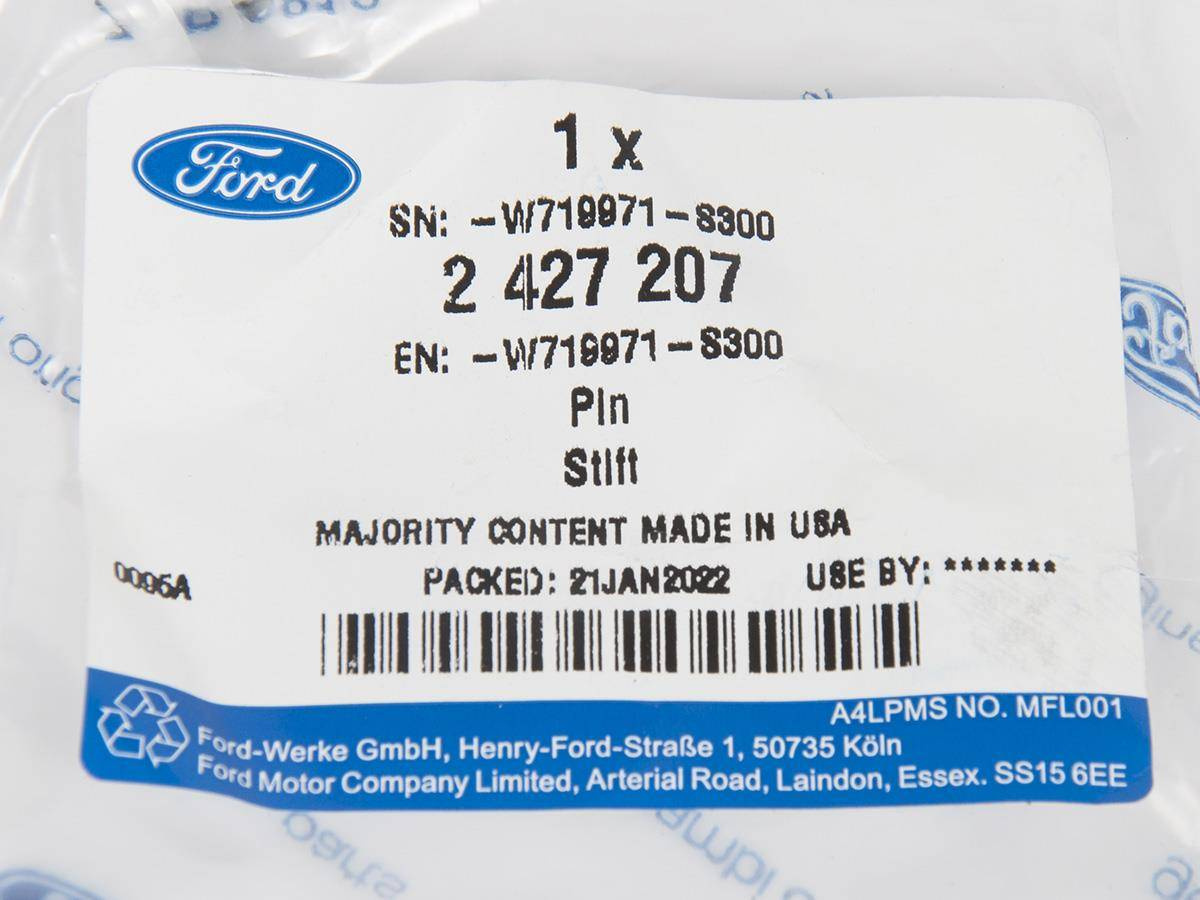 Ford
1 x
SN: -W719971-S300
2 427 207
EN: -W719971-S300
Pin
Stift
MAJORITY CONTENT MADE IN USA
0096A
PACKED: 21JAN2022 USE BY: *******
A4LPMS NO. MFL001
Ford-Werke GmbH, Henry-Ford-Straße 1, 50735 Köln
Ford Motor Company Limited, Arterial Road, Laindon, Essex. SS15 6EE
parts